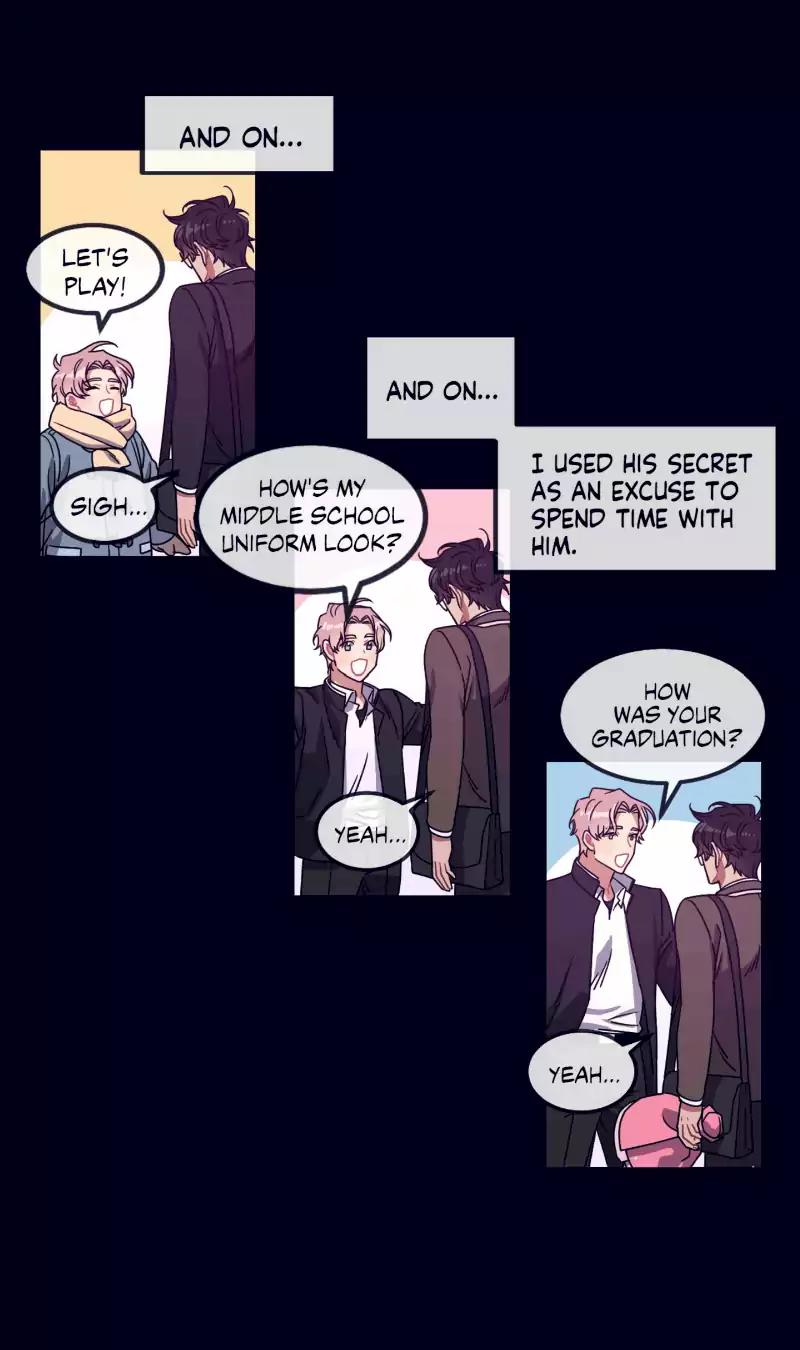 AND ON...
LET'S
PLAY!
SIGH...
AND ON...
I USED HIS SECRET
AS AN EXCUSE TO
SPEND TIME WITH
HIM.
HOW'S MY
MIDDLE SCHOOL
UNIFORM LOOK?
YEAH...
HOW
WAS YOUR
GRADUATION?
YEAH...